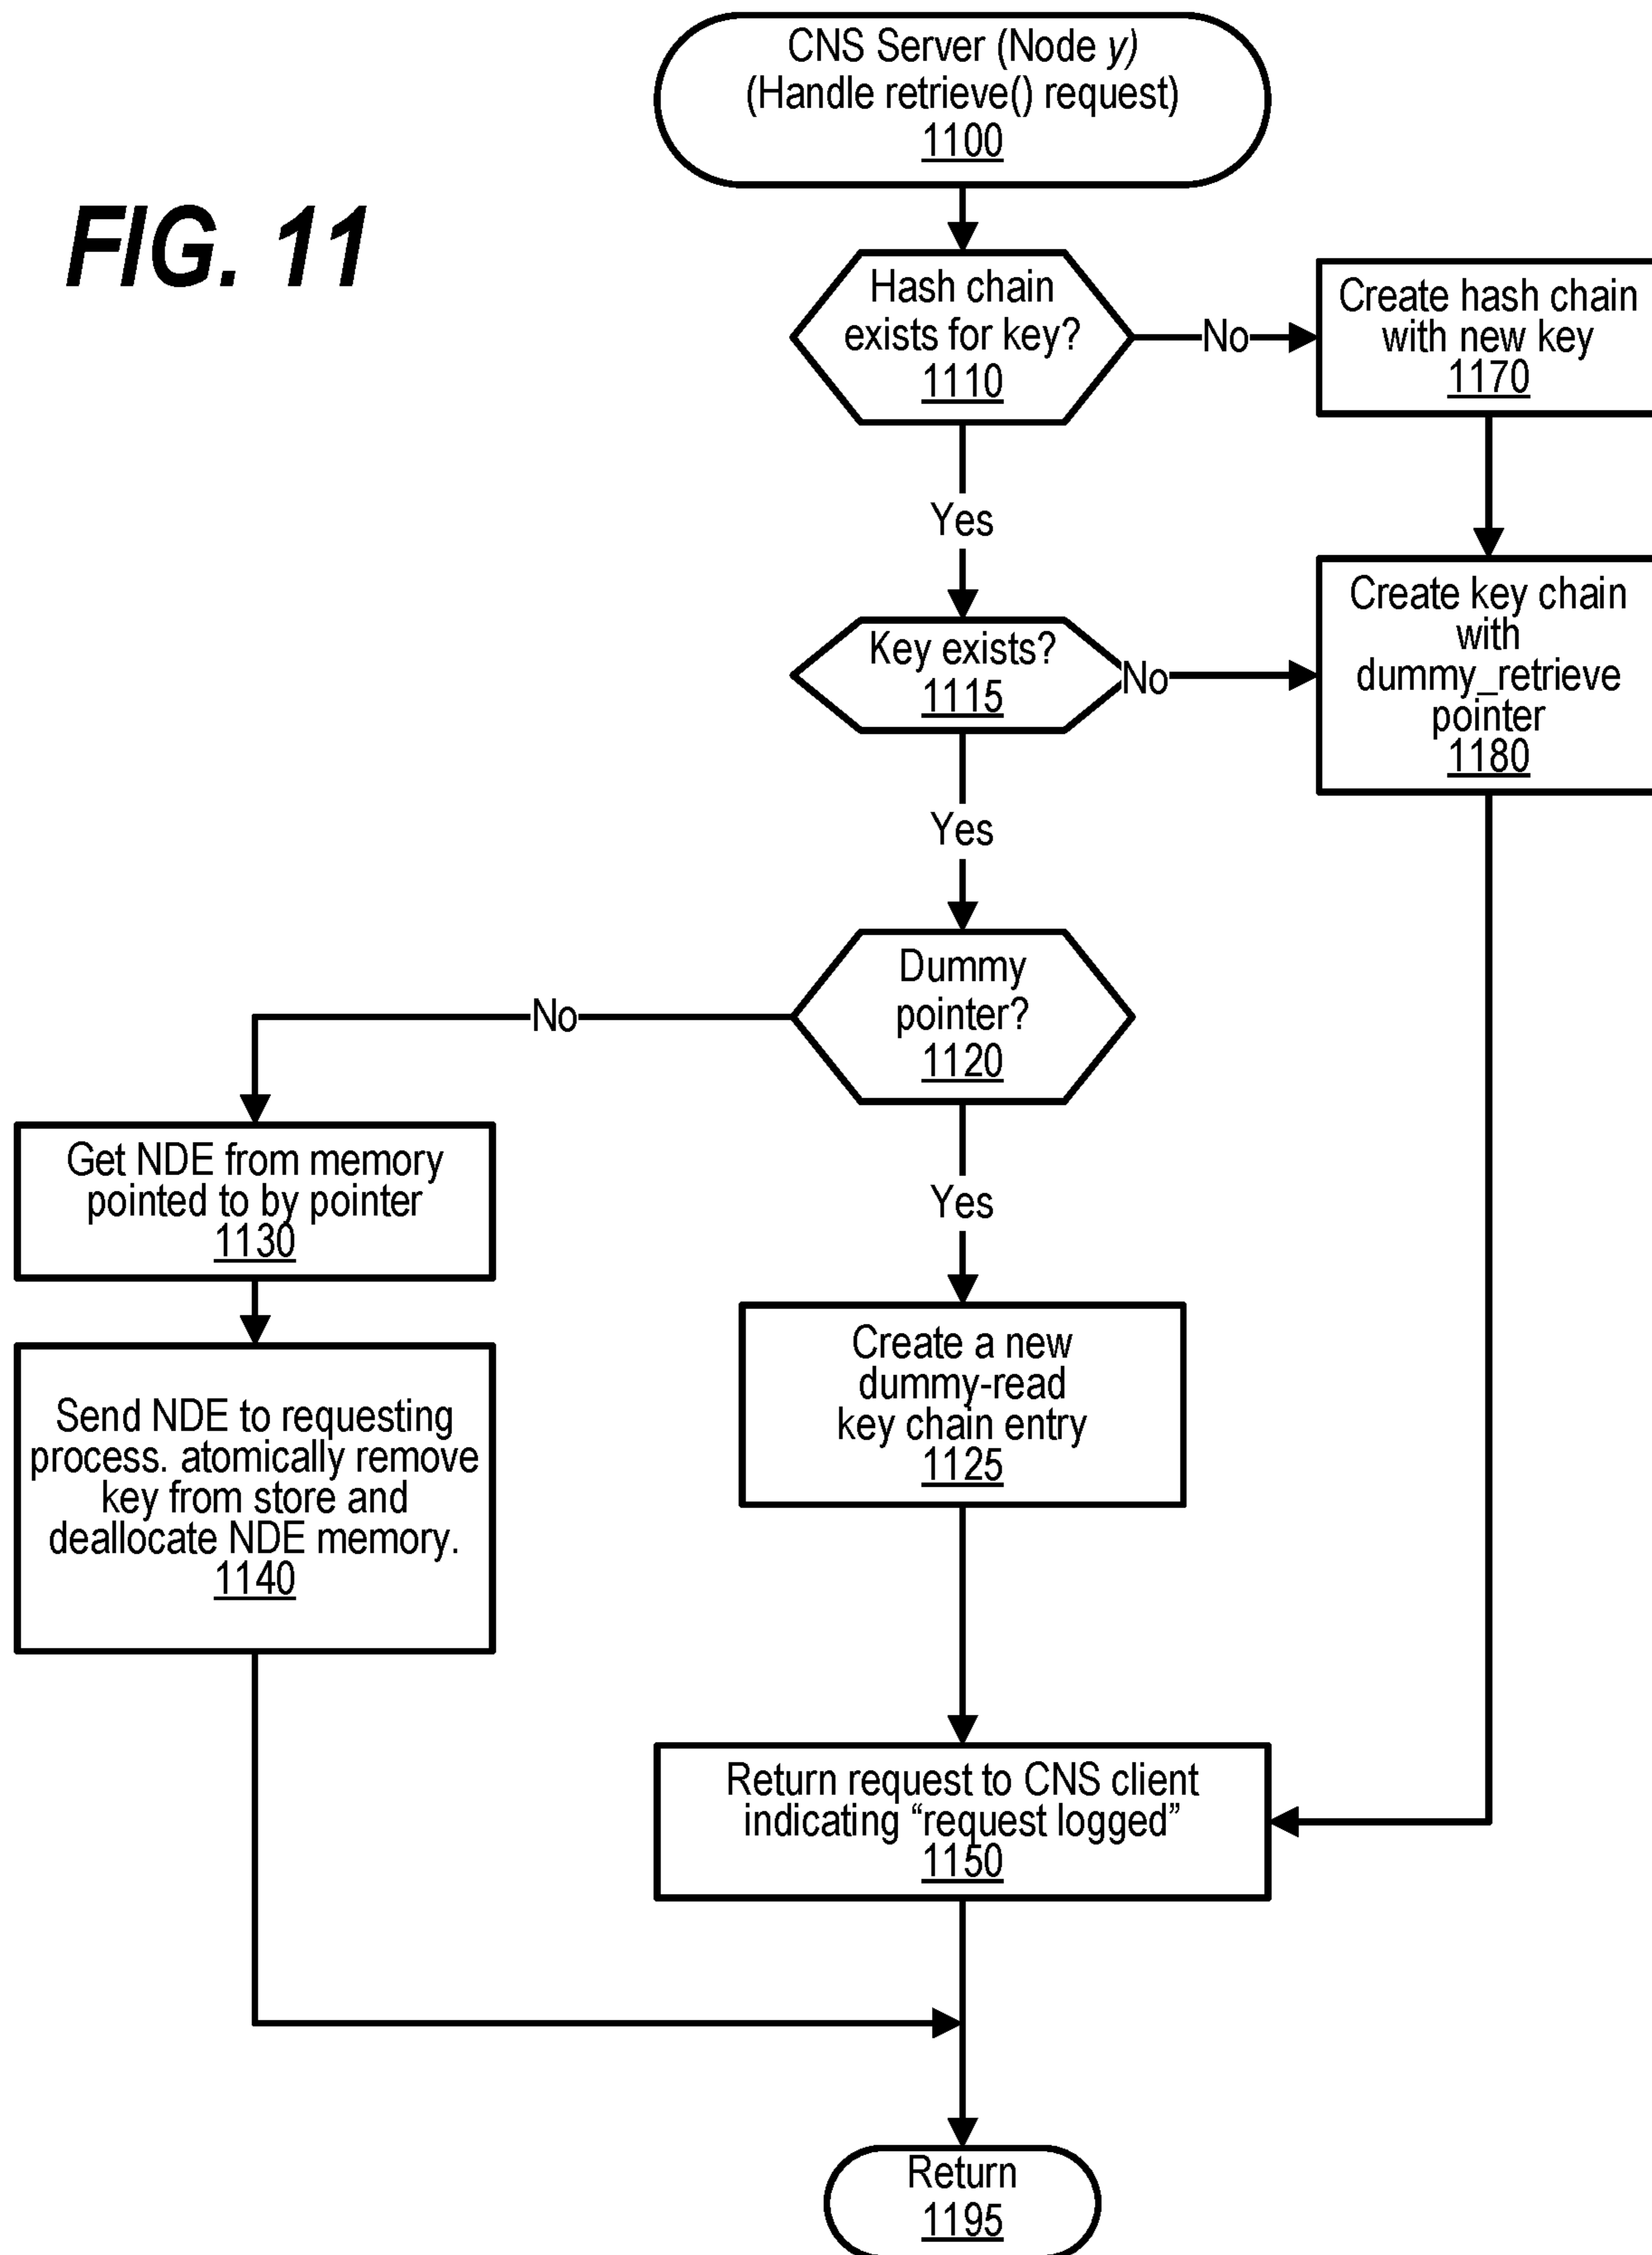 CNS Server (Node y)
(Handle retrieve() request)
1100
FIG. 11
Hash chain
exists for key?
1110
No
Create hash chain
with new key
1170
Yes
Key exists?
1115
No
Create key chain
with
dummy_retrieve
pointer
1180
Yes
Dummy
pointer?
1120
No
Get NDE from memory
pointed to by pointer
1130
Yes
Send NDE to requesting
process. atomically remove
key from store and
deallocate NDE memory.
1140
Create a new
dummy-read
key chain entry
1125
Return request to CNS client
indicating “request logged”
1150
Return
1195